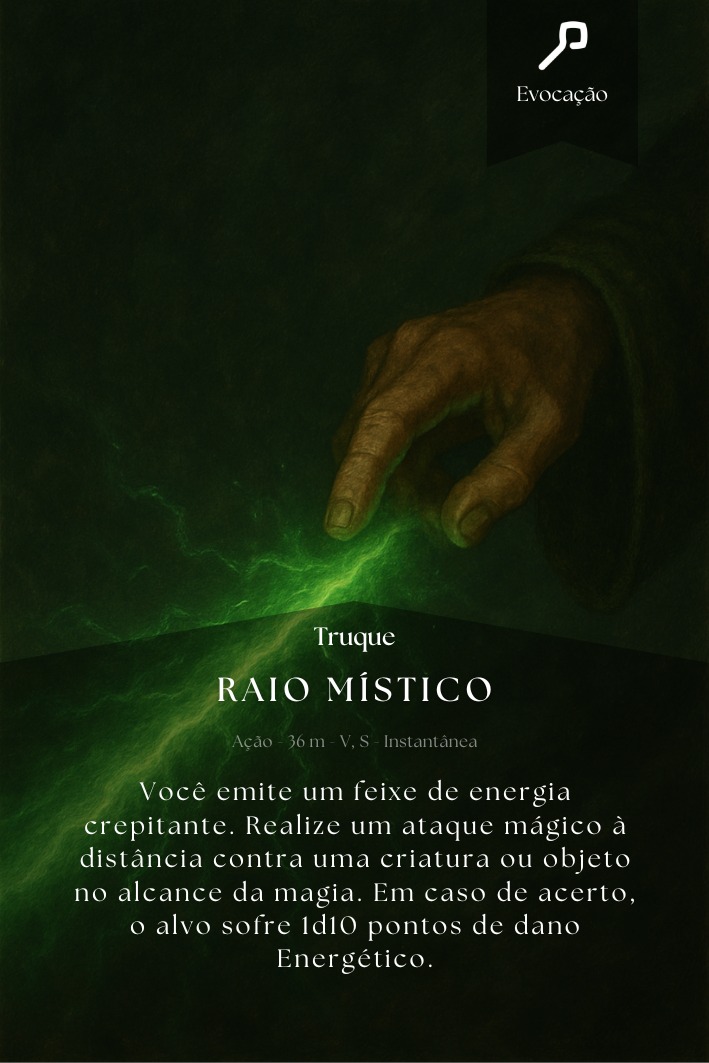 Evocação
Truque
RAIO MÍSTICO
Ação - 36 m - V, S - Instantânea
Você emite um feixe de energia
crepitante. Realize um ataque mágico à
distância contra uma criatura ou objeto
no alcance da magia. Em caso de acerto,
o alvo sofre 1d10 pontos de dano
Energético.